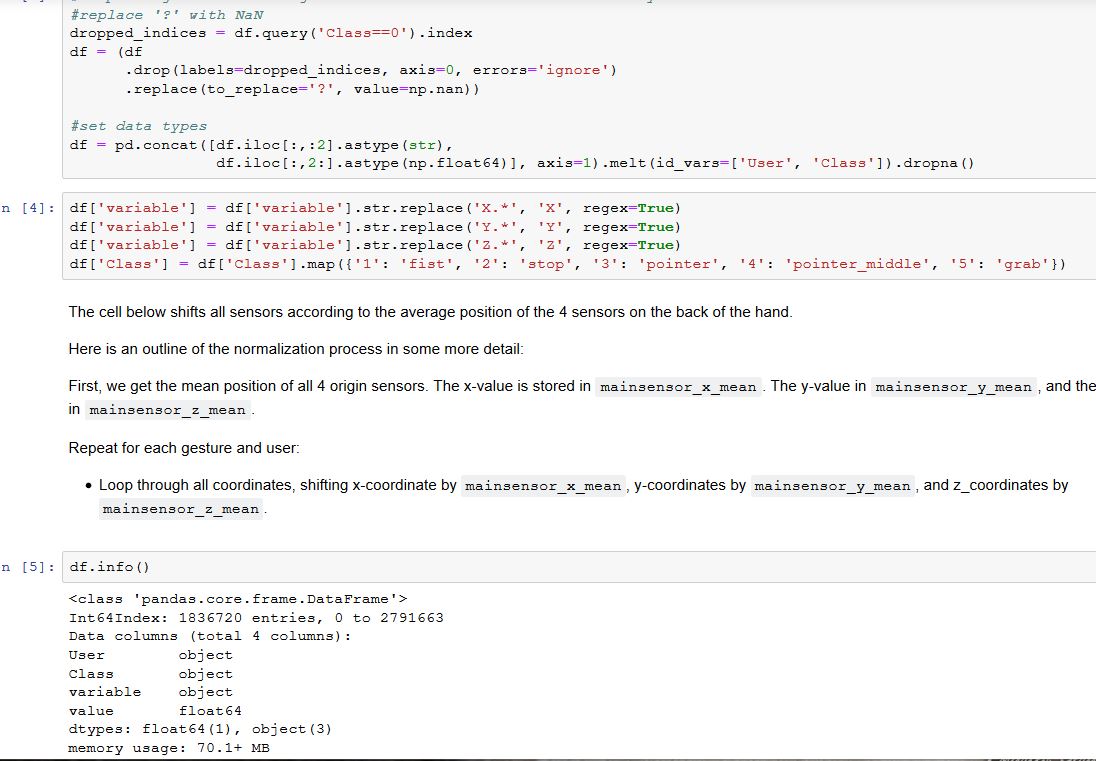 #replace '?' with NaN
dropped_indices = df.query('Class==0').index
df = (df
.drop(labels=dropped_indices, axis=0, errors='ignore')
.replace(to_replace='?', value=np.nan))
#set data types
df = pd.concat([df.iloc[:,:2].astype(str),
df.iloc[:,2:].astype(np.float64)], axis=1).melt(id_vars=['User', 'Class']).dropna()
n [4]: df['variable'] = df['variable'].str.replace('X.*', 'X', regex=True)
df['variable'] = df['variable'].str.replace('Y.*', 'Y', regex=True)
df['variable'] = df['variable'].str.replace('Z.*', 'Z', regex=True)
df['Class'] = df['Class'].map({'1': 'fist', '2': 'stop', '3': 'pointer', '4': 'pointer_middle', '5': 'grab'})
The cell below shifts all sensors according to the average position of the 4 sensors on the back of the hand.
Here is an outline of the normalization process in some more detail:
First, we get the mean position of all 4 origin sensors. The x-value is stored in mainsensor_x_mean . The y-value in mainsensor_y_mean , and the
in mainsensor_z_mean .
Repeat for each gesture and user:
• Loop through all coordinates, shifting x-coordinate by mainsensor_x_mean , y-coordinates by mainsensor_y_mean , and z_coordinates by
mainsensor_z_mean .
n [5]: df.info()
<class 'pandas.core.frame.DataFrame'>
Int64Index: 1836720 entries, 0 to 2791663
Data columns (total 4 columns):
User object
Class object
variable object
value float64
dtypes: float64(1), object(3)
memory usage: 70.1+ MB